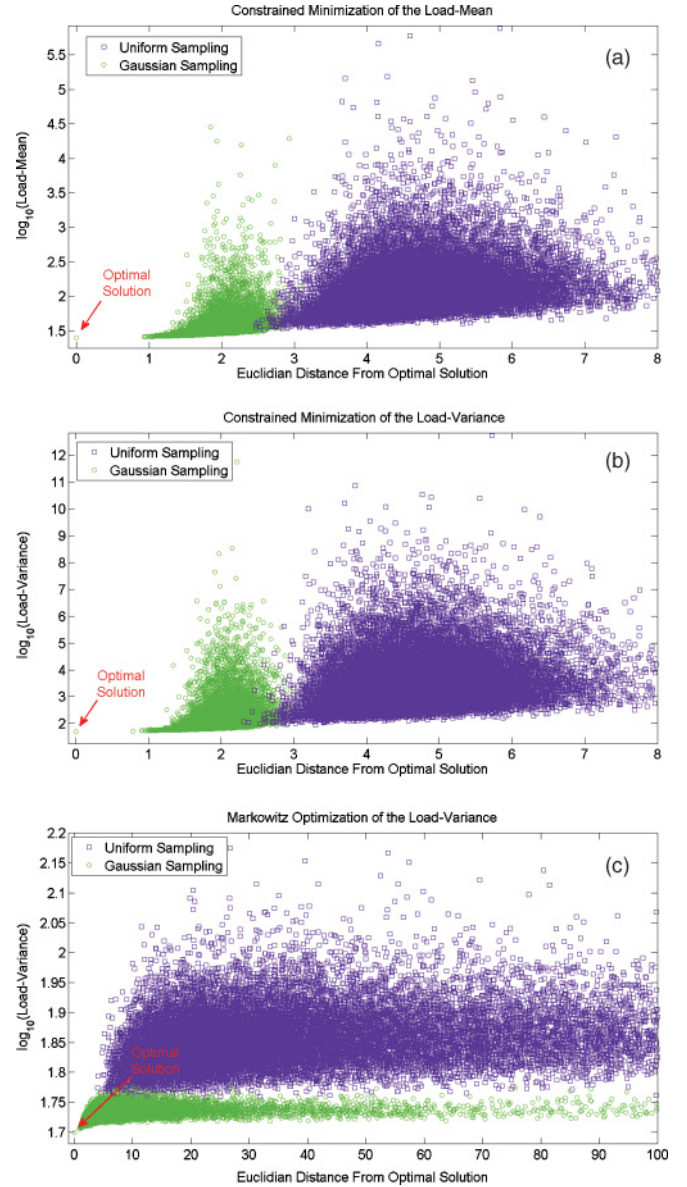 Constrained Minimization of the Load-Mean
Uniform Sampling
Gaussian Sampling
(a)
log10(Load-Mean)
5.5
5
4.5
4
3.5
3
2.5
2
1.5
Optimal
Solution
0 1 2 3 4 5 6 7 8
Euclidian Distance From Optimal Solution
Constrained Minimization of the Load-Variance
Uniform Sampling
Gaussian Sampling
(b)
log10(Load-Variance)
12
11
10
9
8
7
6
5
4
3
2
Optimal
Solution
0 1 2 3 4 5 6 7 8
Euclidian Distance From Optimal Solution
Markowitz Optimization of the Load-Variance
Uniform Sampling
Gaussian Sampling
(c)
log10(Load-Variance)
2.2
2.15
2.1
2.05
2
1.95
1.9
1.85
1.8
1.75
1.7
Optimal
Solution
0 10 20 30 40 50 60 70 80 90 100
Euclidian Distance From Optimal Solution